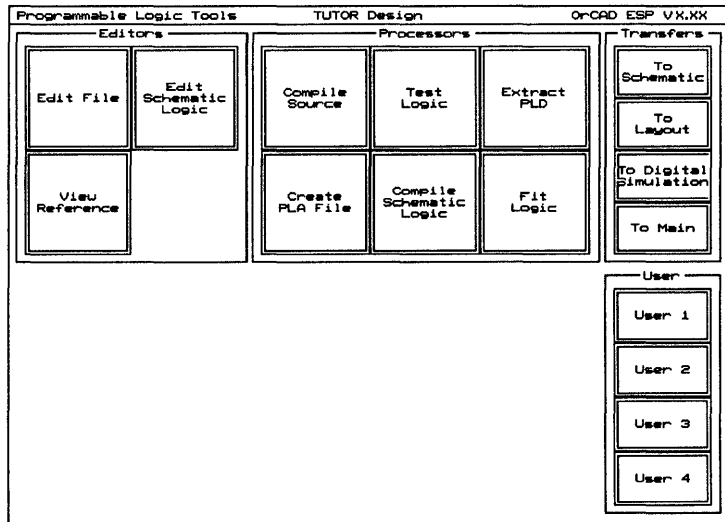 Programmable Logic Tools TUTOR Design OrCAD ESP VX.XX
Editors
Edit File
Edit
Schematic
Logic
View
Reference
Processors
Compile
Source
Test
Logic
Extract
PLD
Create
PLA File
Compile
Schematic
Logic
Fit
Logic
Transfers
To
Schematic
To
Layout
To Digital
Simulation
To Main
User
User 1
User 2
User 3
User 4